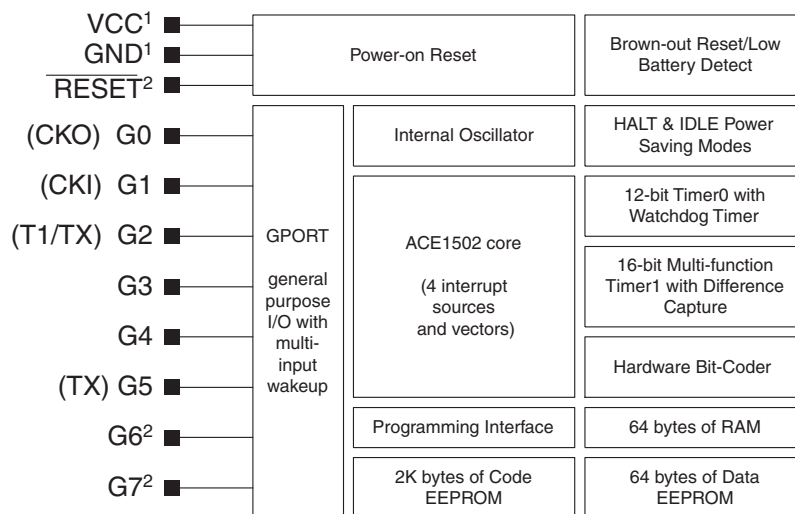 VCC¹
GND¹
RESET²
Power-on Reset
Brown-out Reset/Low
Battery Detect
(CKO) G0
(CKI) G1
(T1/TX) G2
G3
G4
(TX) G5
G6²
G7²
GPORT
general
purpose
I/O with
multi-
input
wakeup
Internal Oscillator
HALT & IDLE Power
Saving Modes
ACE1502 core
(4 interrupt
sources
and vectors)
12-bit Timer0 with
Watchdog Timer
16-bit Multi-function
Timer1 with Difference
Capture
Hardware Bit-Coder
Programming Interface
64 bytes of RAM
2K bytes of Code
EEPROM
64 bytes of Data
EEPROM